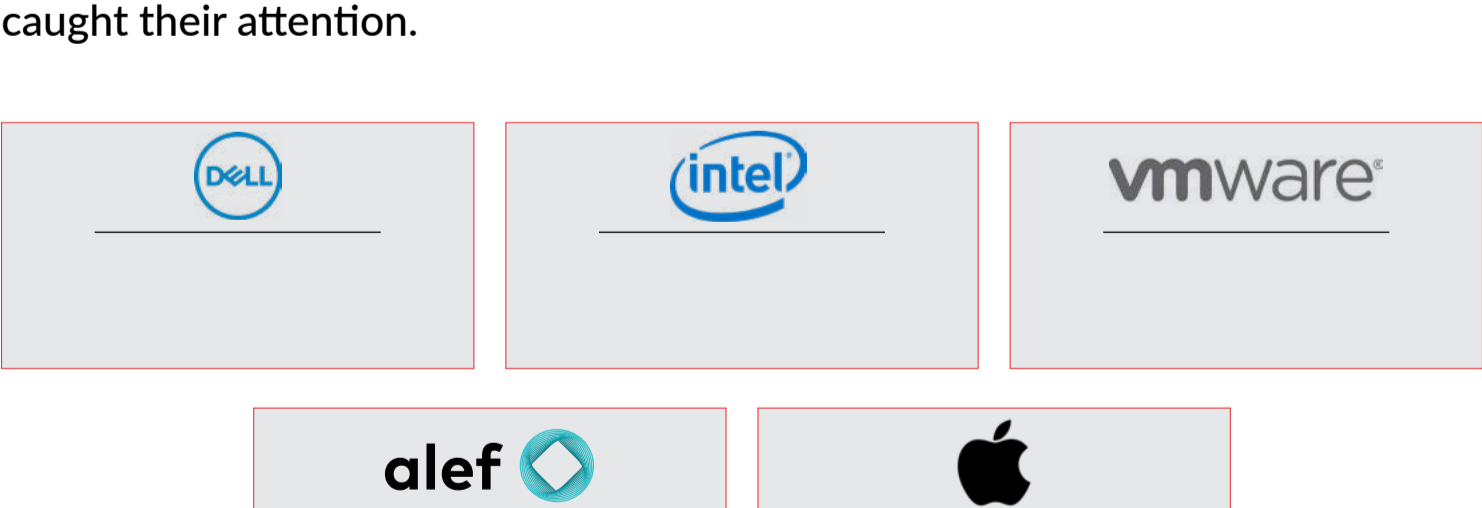 caught their attention.
DELL
intel®
vmware®
alef